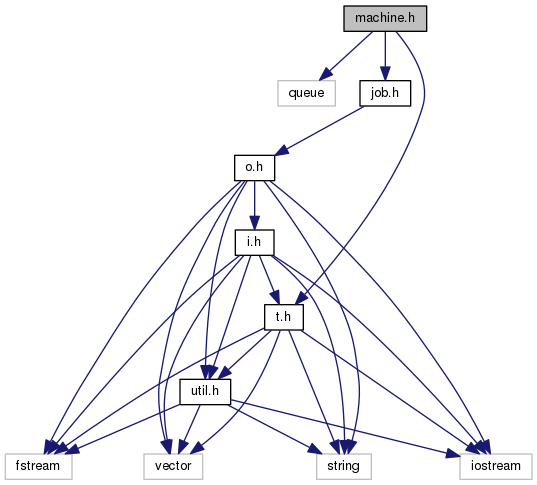 machine.h
queue
job.h
o.h
i.h
t.h
util.h
fstream
vector
string
iostream